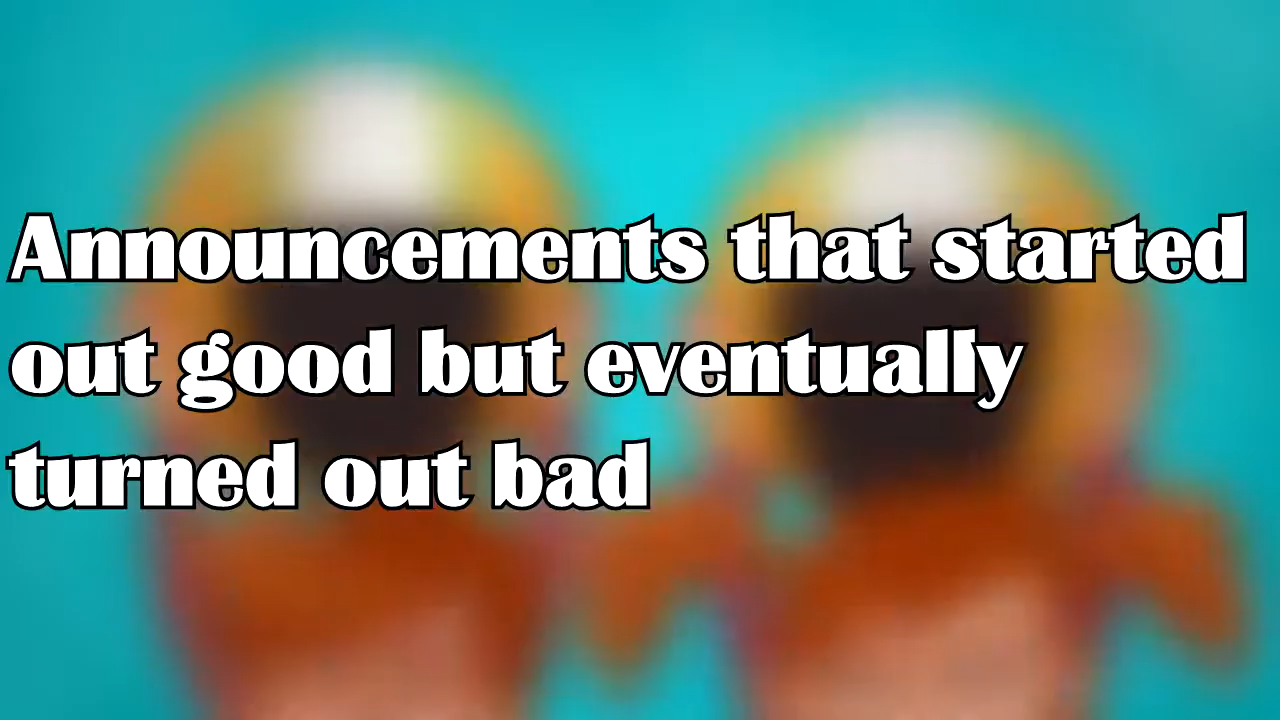 Announcements that started
out good but eventually
turned out bad